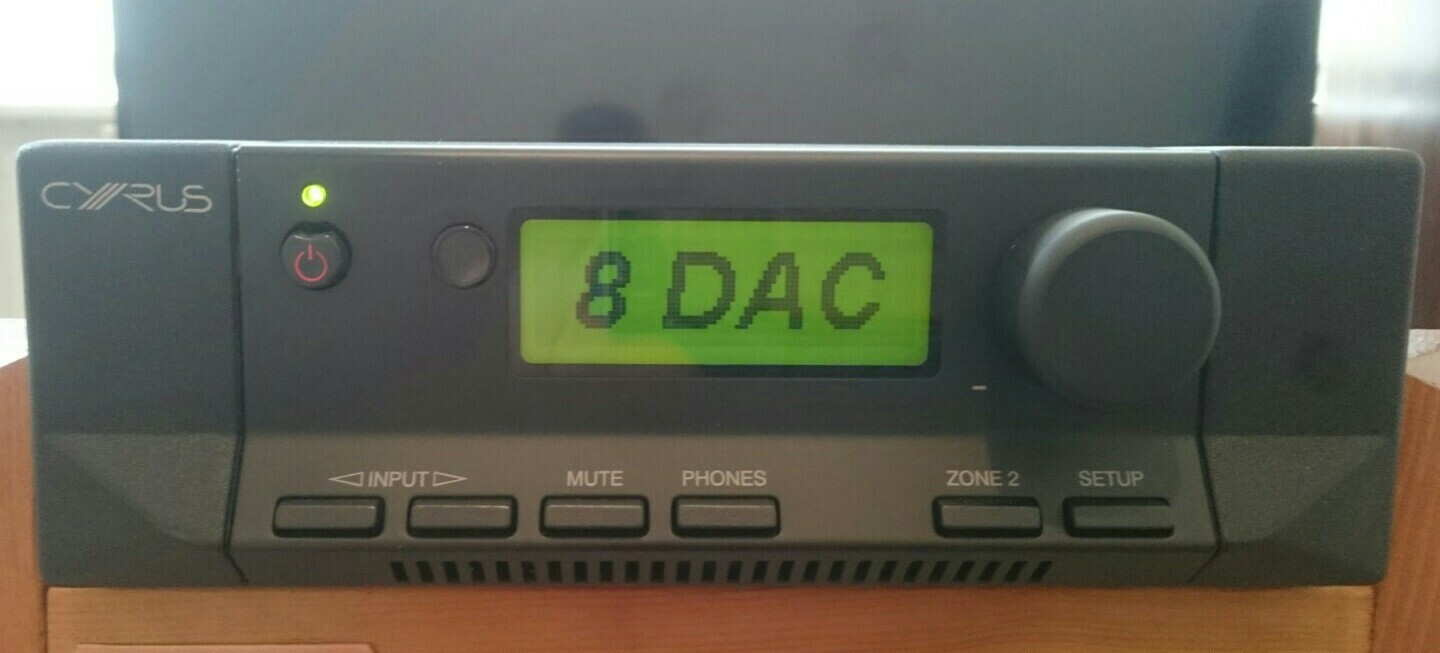 CYRUS
8 DAC
◁ INPUT ▷
MUTE
PHONES
ZONE 2
SETUP